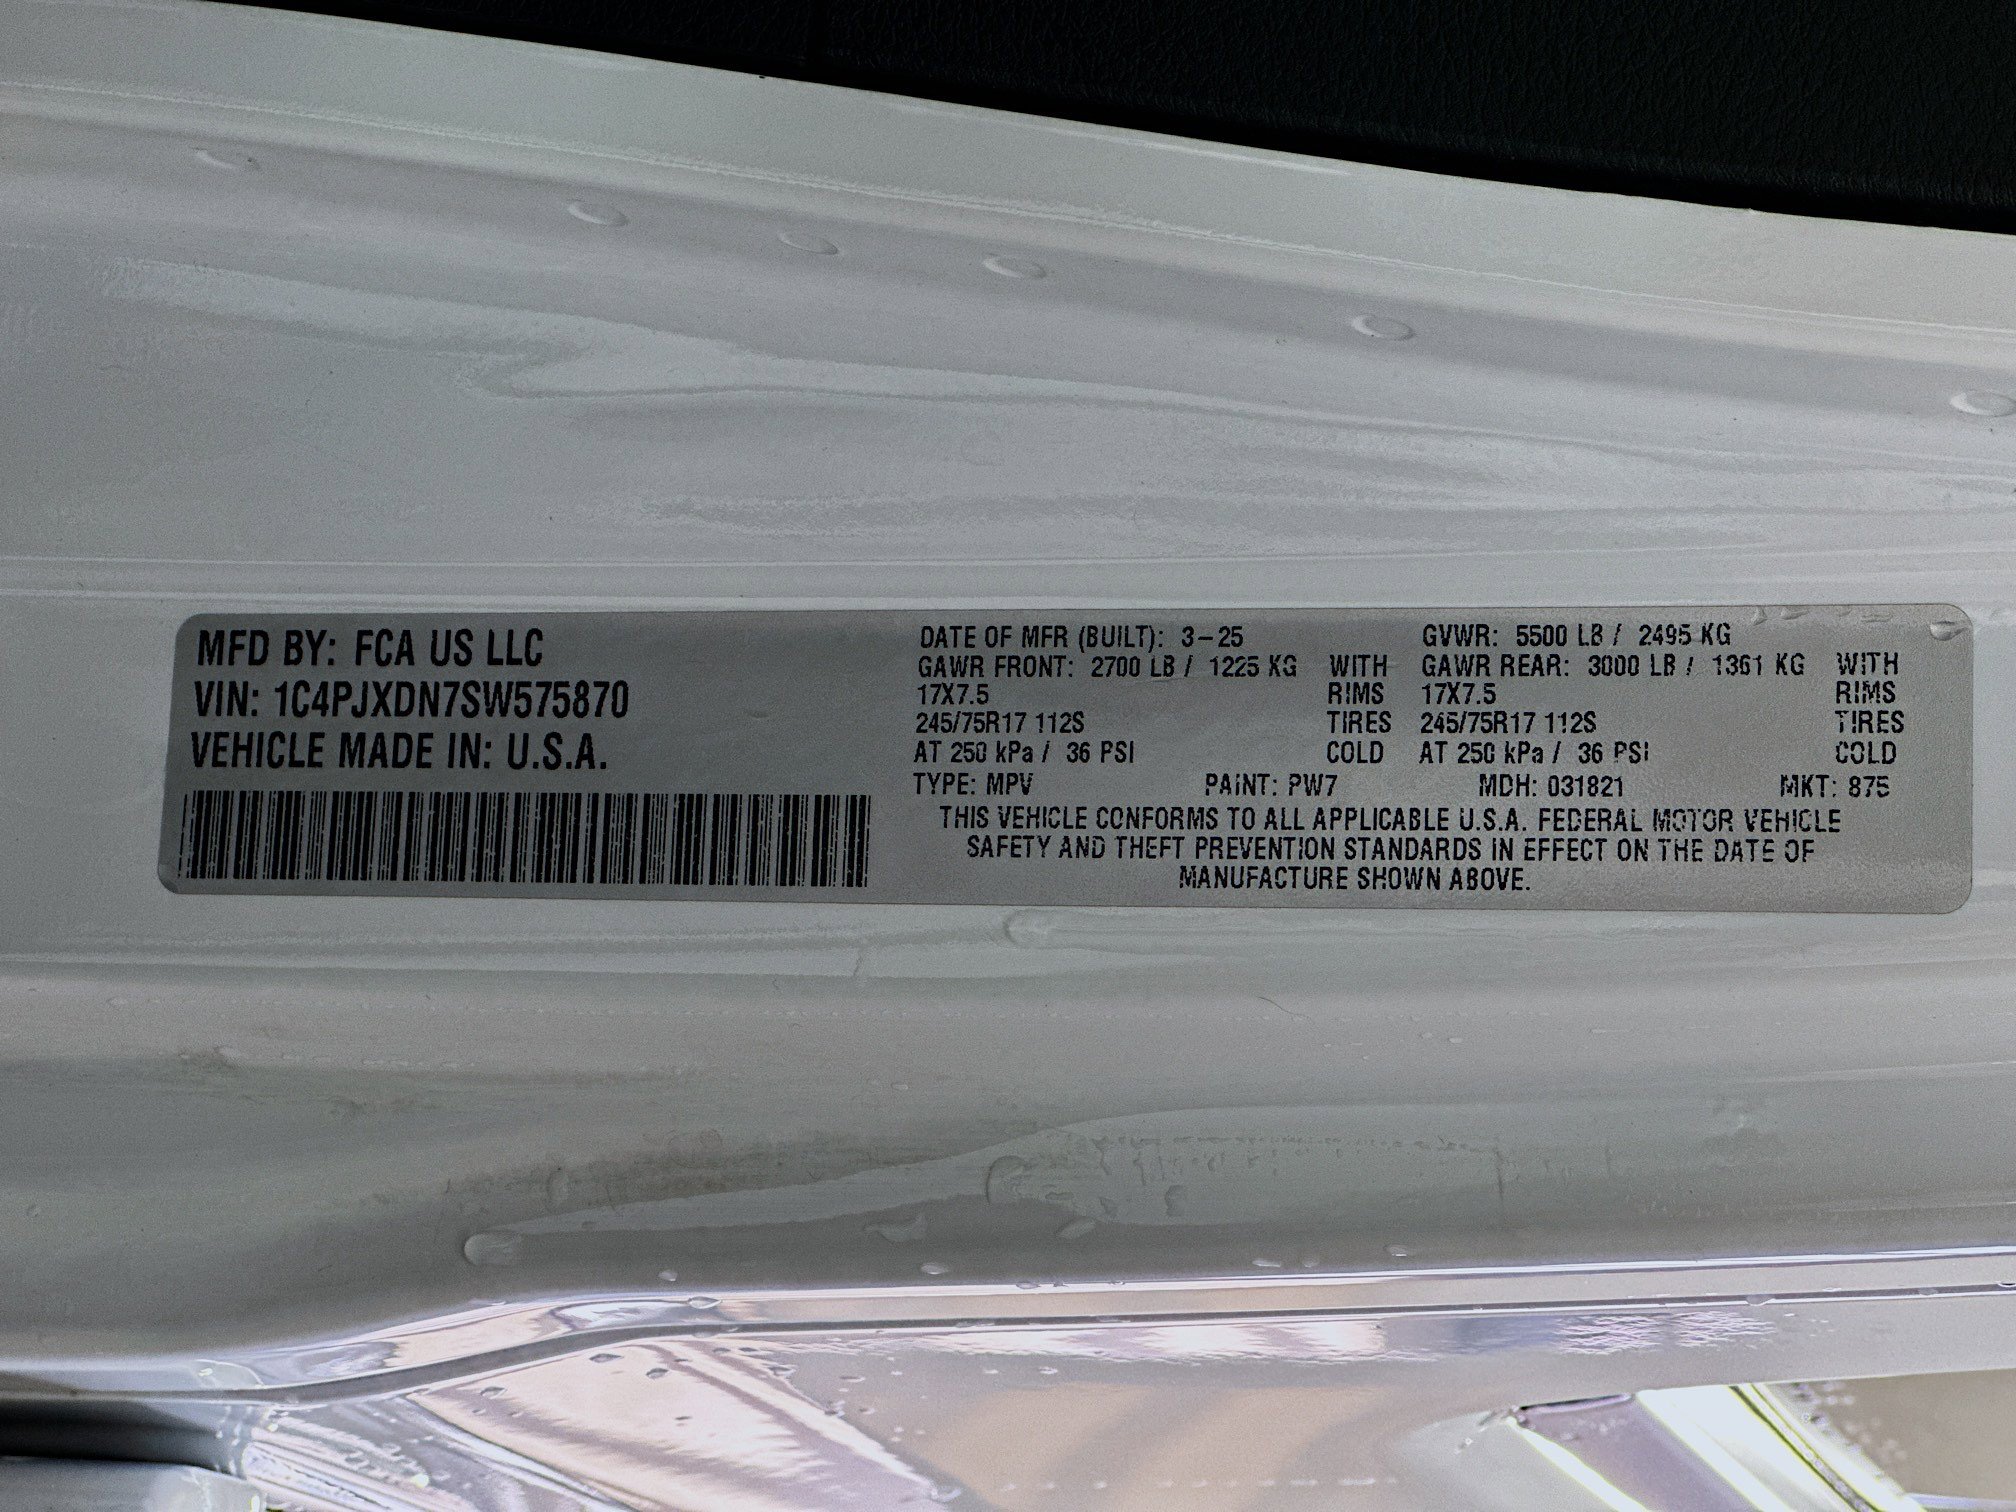 MFD BY: FCA US LLC
VIN: 1C4PJXDN7SW575870
VEHICLE MADE IN: U.S.A.
DATE OF MFR (BUILT): 3-25 GVWR: 5500 LB / 2495 KG
GAWR FRONT: 2700 LB / 1225 KG WITH GAWR REAR: 3000 LB / 1361 KG WITH
17X7.5 RIMS 17X7.5 RIMS
245/75R17 112S TIRES 245/75R17 112S TIRES
AT 250 kPa / 36 PSI COLD AT 250 kPa / 36 PSI COLD
TYPE: MPV PAINT: PW7 MDH: 031821 MKT: 875
THIS VEHICLE CONFORMS TO ALL APPLICABLE U.S.A. FEDERAL MOTOR VEHICLE
SAFETY AND THEFT PREVENTION STANDARDS IN EFFECT ON THE DATE OF
MANUFACTURE SHOWN ABOVE.